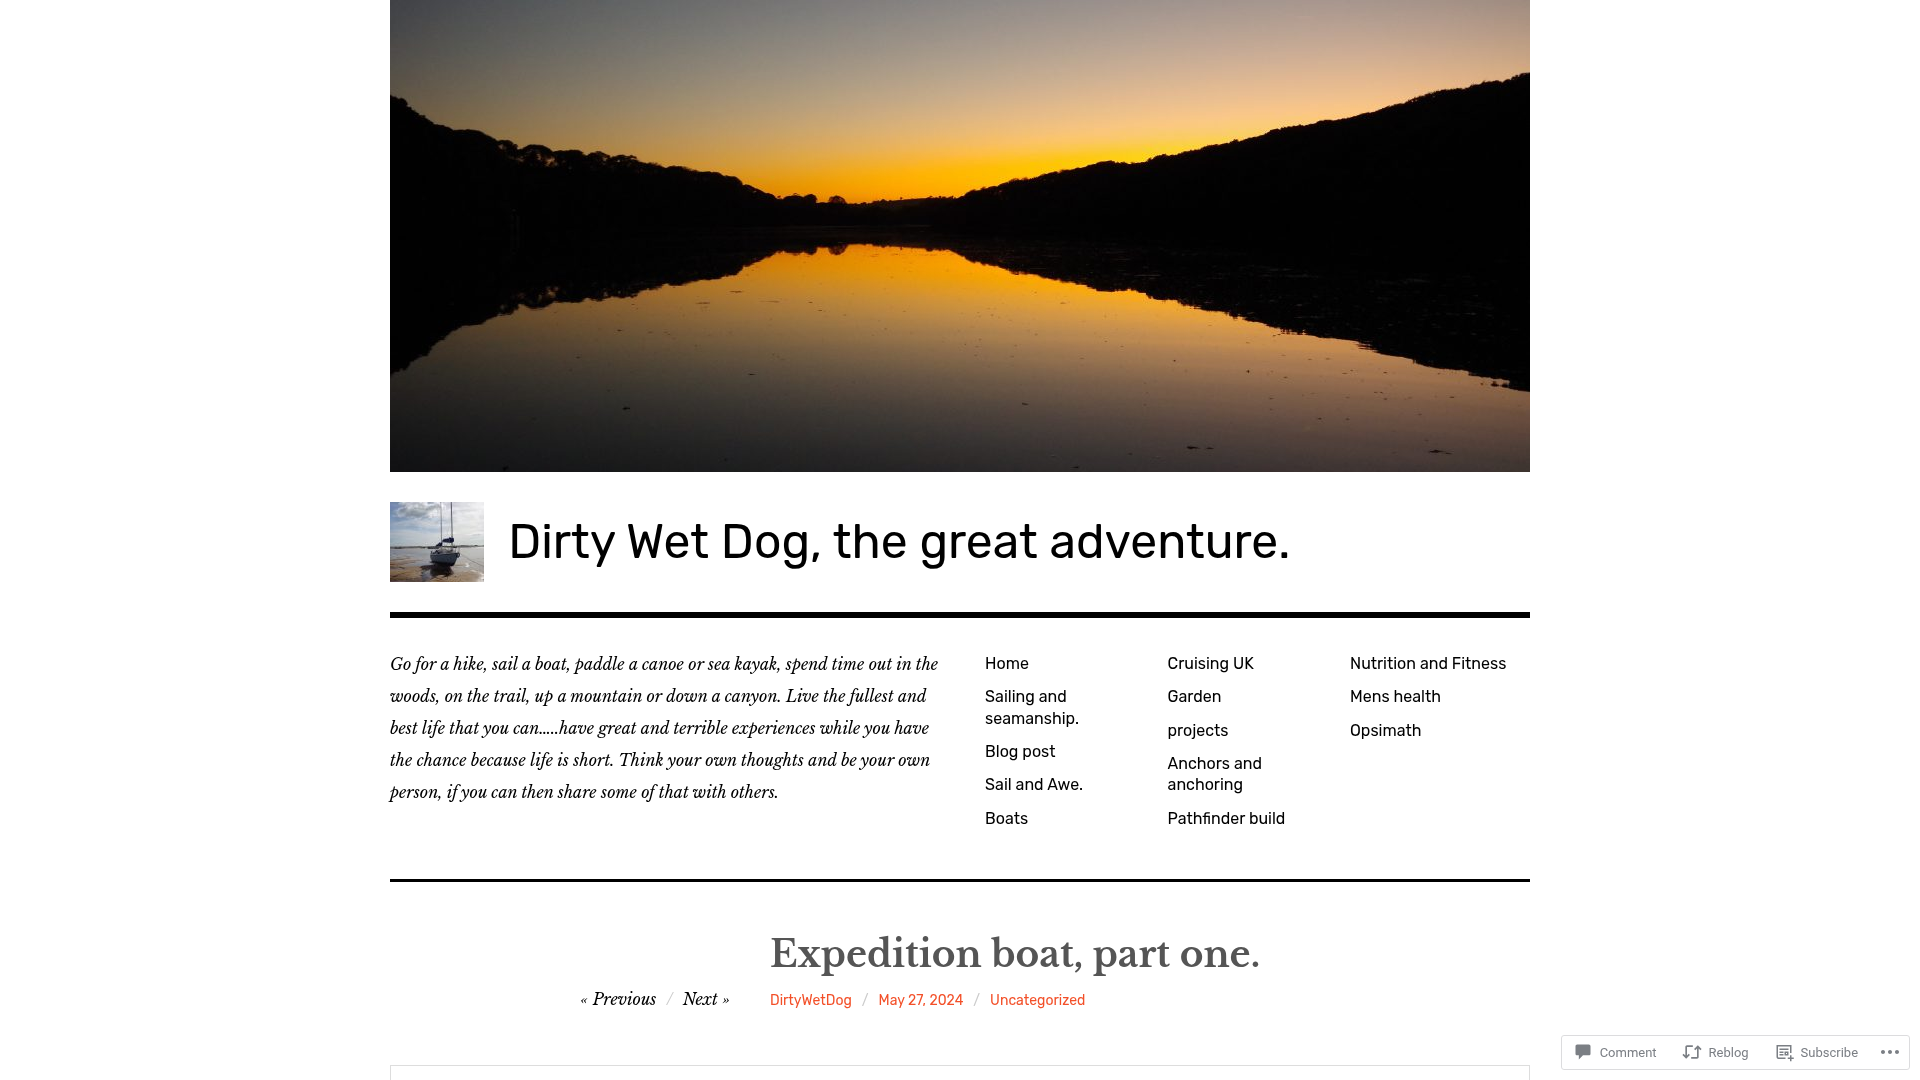 Dirty Wet Dog, the great adventure.
Go for a hike, sail a boat, paddle a canoe or sea kayak, spend time out in the
woods, on the trail, up a mountain or down a canyon. Live the fullest and
best life that you can…..have great and terrible experiences while you have
the chance because life is short. Think your own thoughts and be your own
person, if you can then share some of that with others.
Home
Sailing and
seamanship.
Blog post
Sail and Awe.
Boats
Cruising UK
Garden
projects
Anchors and
anchoring
Pathfinder build
Nutrition and Fitness
Mens health
Opsimath
Expedition boat, part one.
« Previous / Next »
DirtyWetDog / May 27, 2024 / Uncategorized
Comment Reblog Subscribe